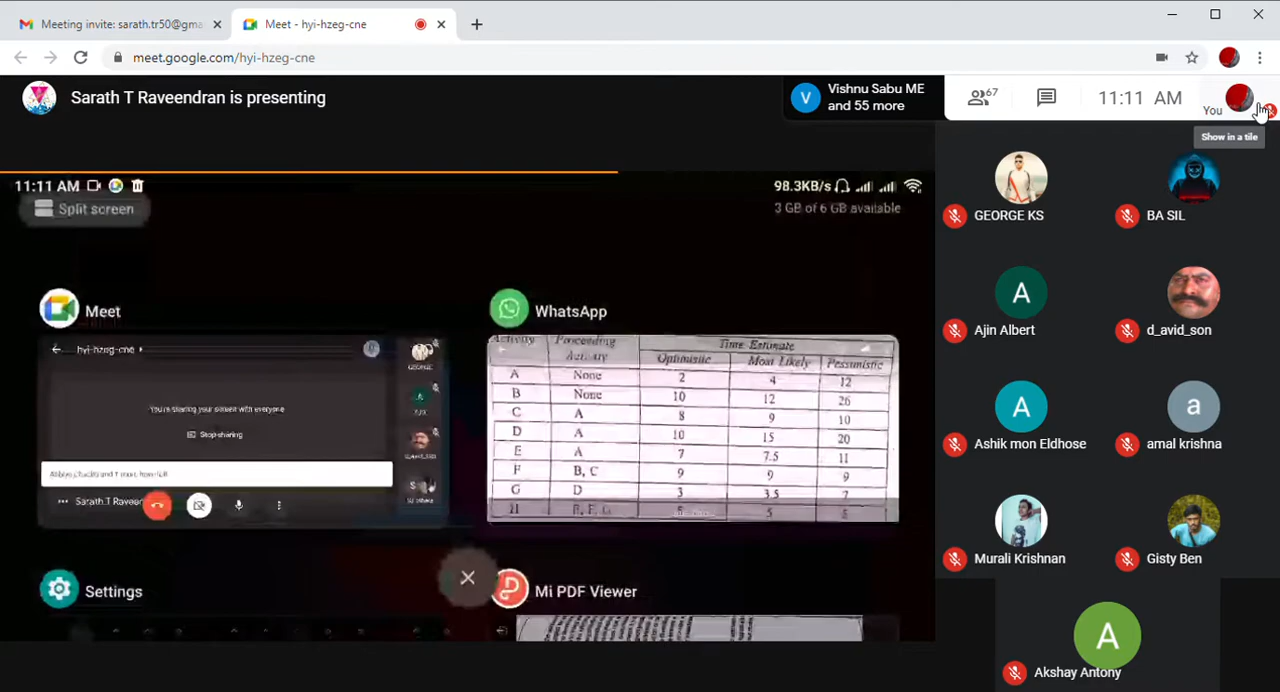 Meeting invite: sarath.tr50@gma
Meet - hyi-hzeg-cne
meet.google.com/hyi-hzeg-cne
Sarath T Raveendran is presenting
V
Vishnu Sabu ME
and 55 more
67
11:11 AM
You
Show in a tile
11:11 AM
98.3KB/s
Split screen
3 GB of 6 GB available
Meet
WhatsApp
hyi-hzeg-cne
You're sharing your screen with everyone
Stop sharing
Sarath T Raveen
Activity
Preceeding Activity
Time Estimate
Optimistic Most Likely Pessimistic
A None 2 4 12
B None 10 12 26
C A 8 9 10
D A 10 15 20
E A 7 7.5 11
F B, C 9 9 9
G D 3 3.5 7
H 5 5
Settings
Mi PDF Viewer
GEORGE KS
BA SIL
A
Ajin Albert
d_avid_son
A
Ashik mon Eldhose
a
amal krishna
Murali Krishnan
Gisty Ben
A
Akshay Antony